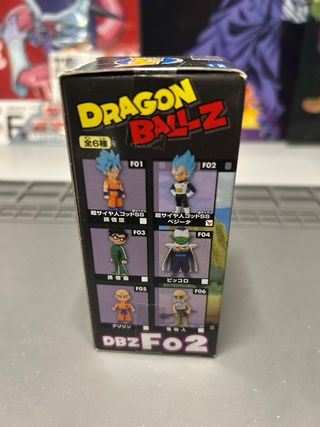 DRAGON
BALL Z
全6種
F01
F02
超サイヤ人ゴッドSS
孫悟空
超サイヤ人ゴッドSS
ベジータ
F03
F04
孫悟飯
ピッコロ
F05
F06
クリリン
亀仙人
DBZ F02